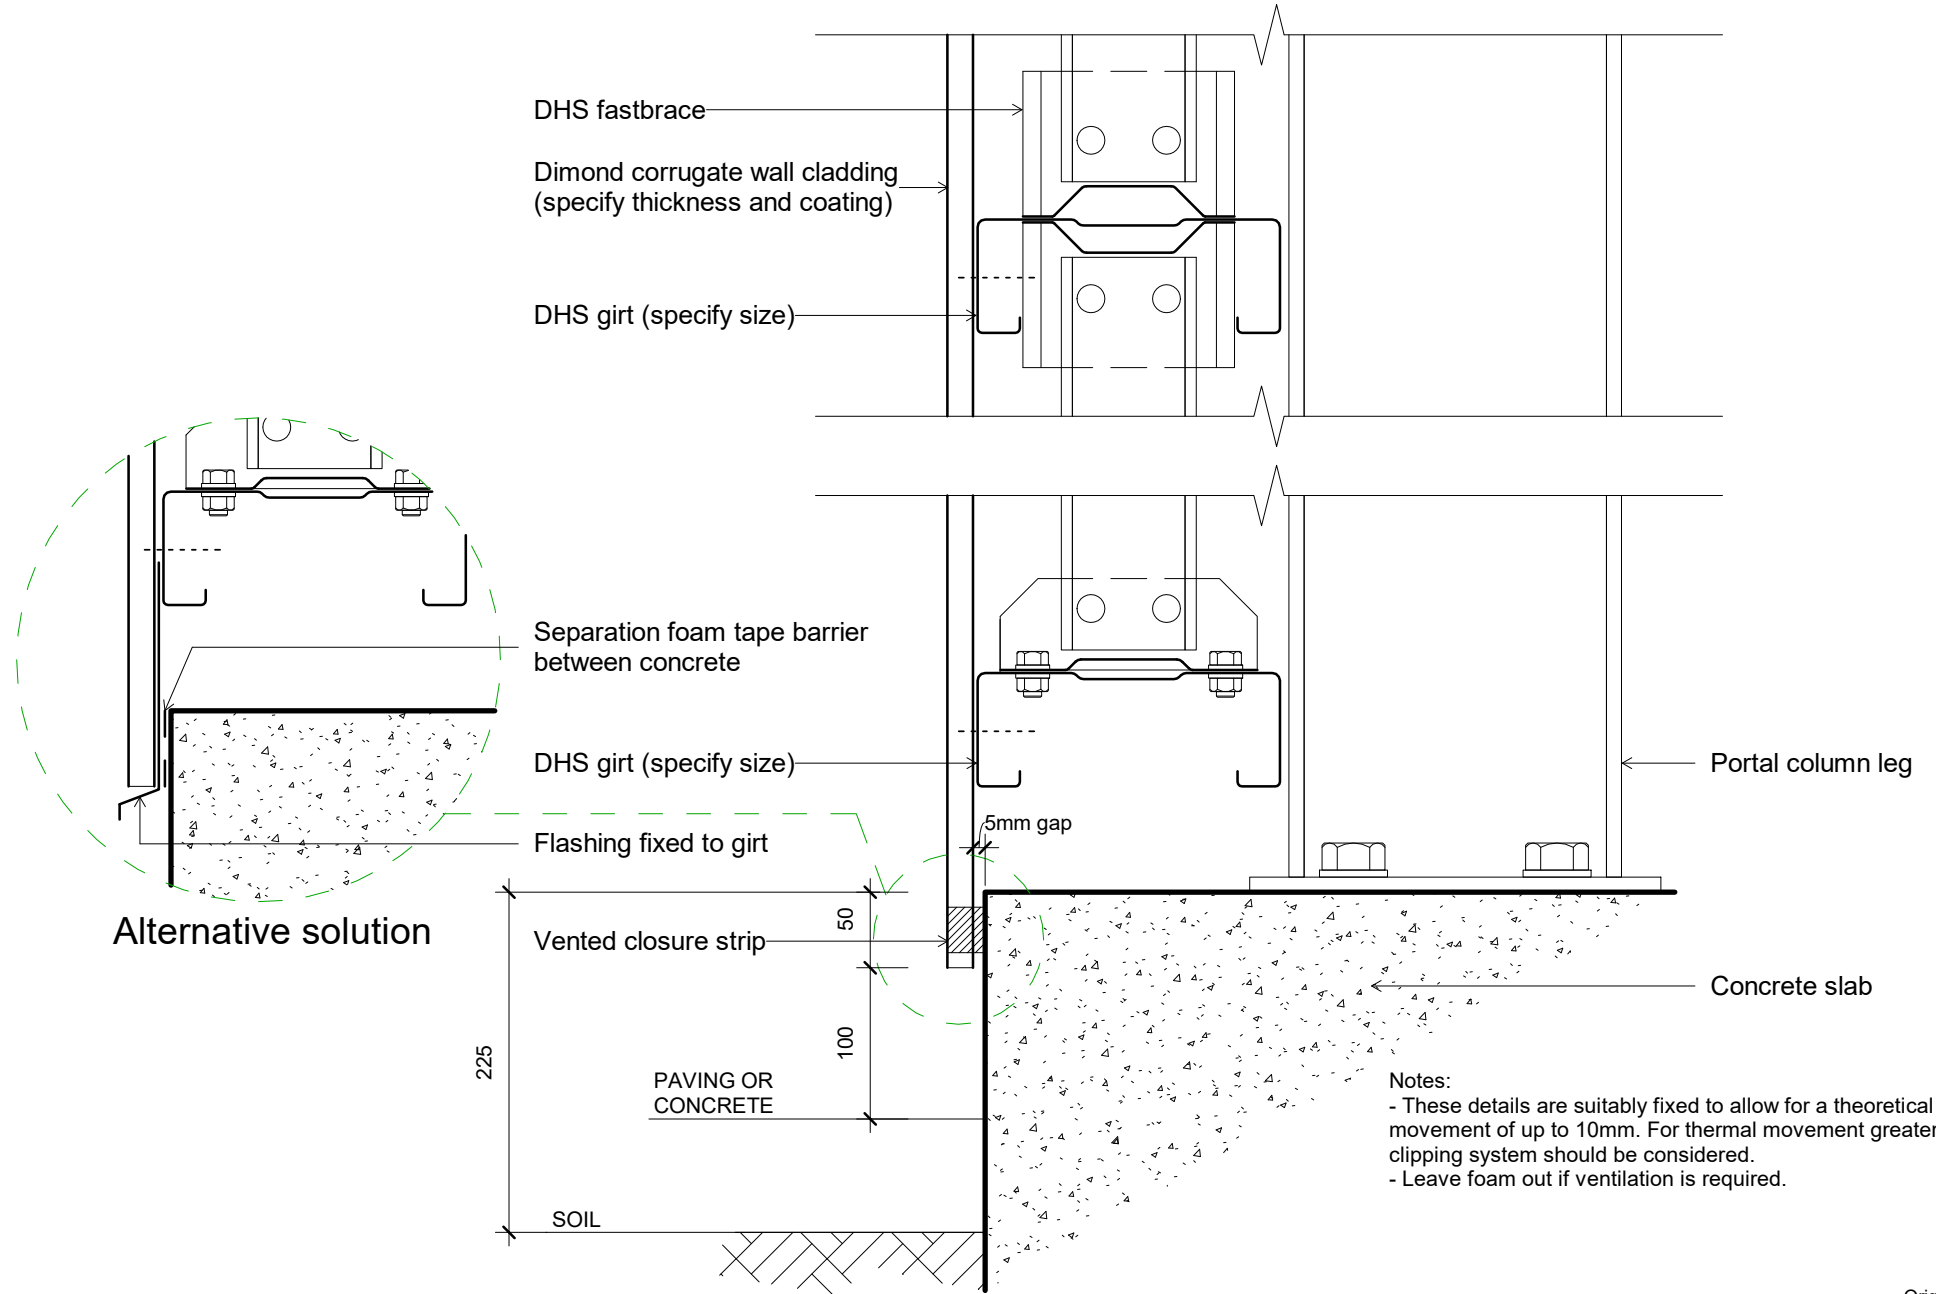 DHS fastbrace
Dimond corrugate wall cladding
(specify thickness and coating)
DHS girt (specify size)
Separation foam tape barrier
between concrete
DHS girt (specify size)
Portal column leg
5mm gap
Flashing fixed to girt
Alternative solution
50
Vented closure strip
Concrete slab
100
225
PAVING OR
CONCRETE
Notes:
- These details are suitably fixed to allow for a theoretical
movement of up to 10mm. For thermal movement greater
clipping system should be considered.
- Leave foam out if ventilation is required.
SOIL